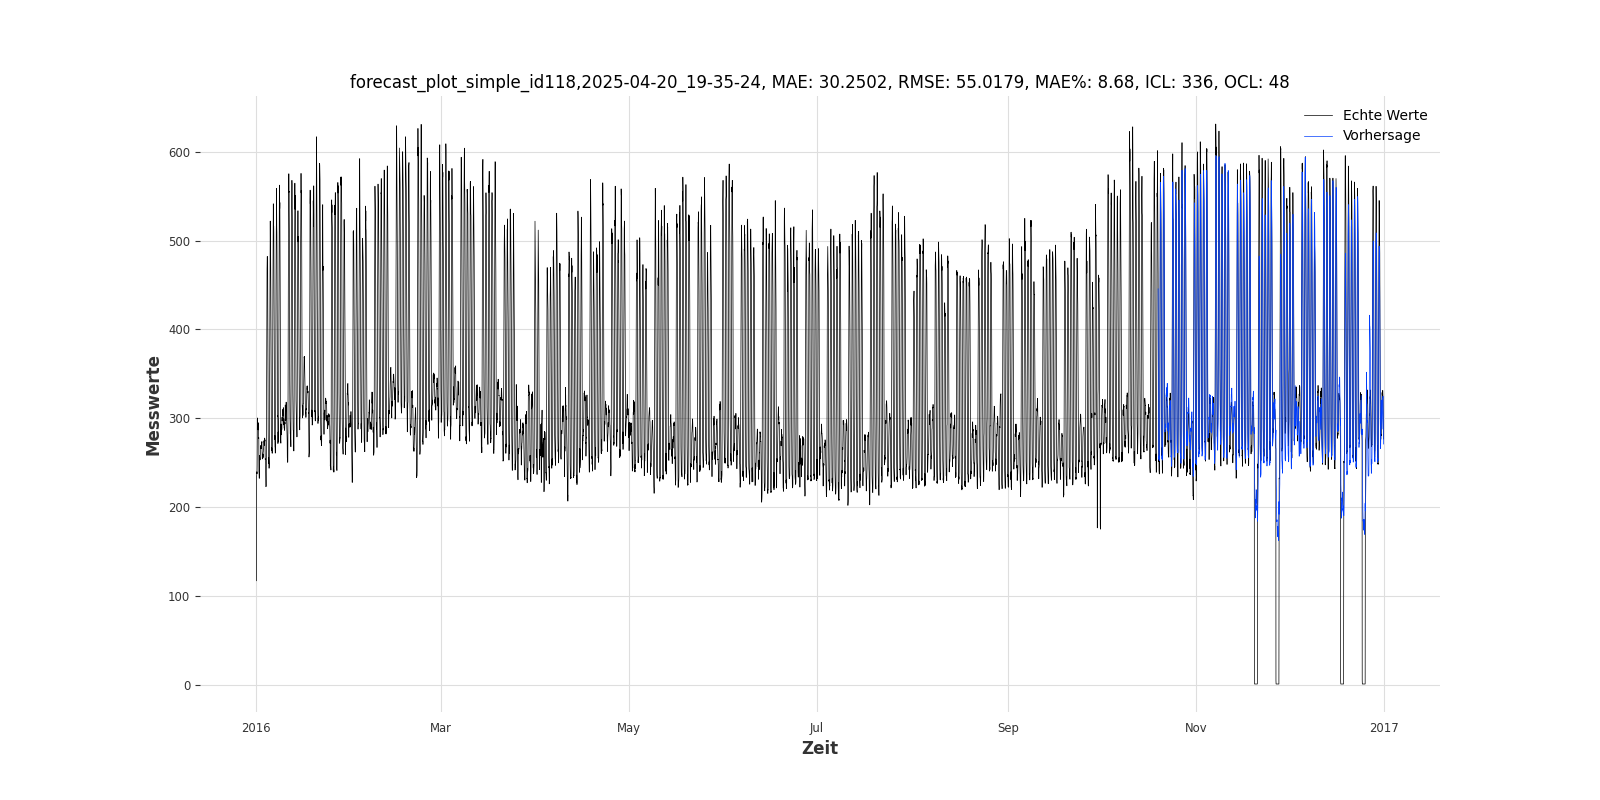 forecast_plot_simple_id118,2025-04-20_19-35-24, MAE: 30.2502, RMSE: 55.0179, MAE%: 8.68, ICL: 336, OCL: 48
Echte Werte
Vorhersage
600
500
400
300
200
100
0
Messwerte
2016
Mar
May
Jul
Sep
Nov
2017
Zeit